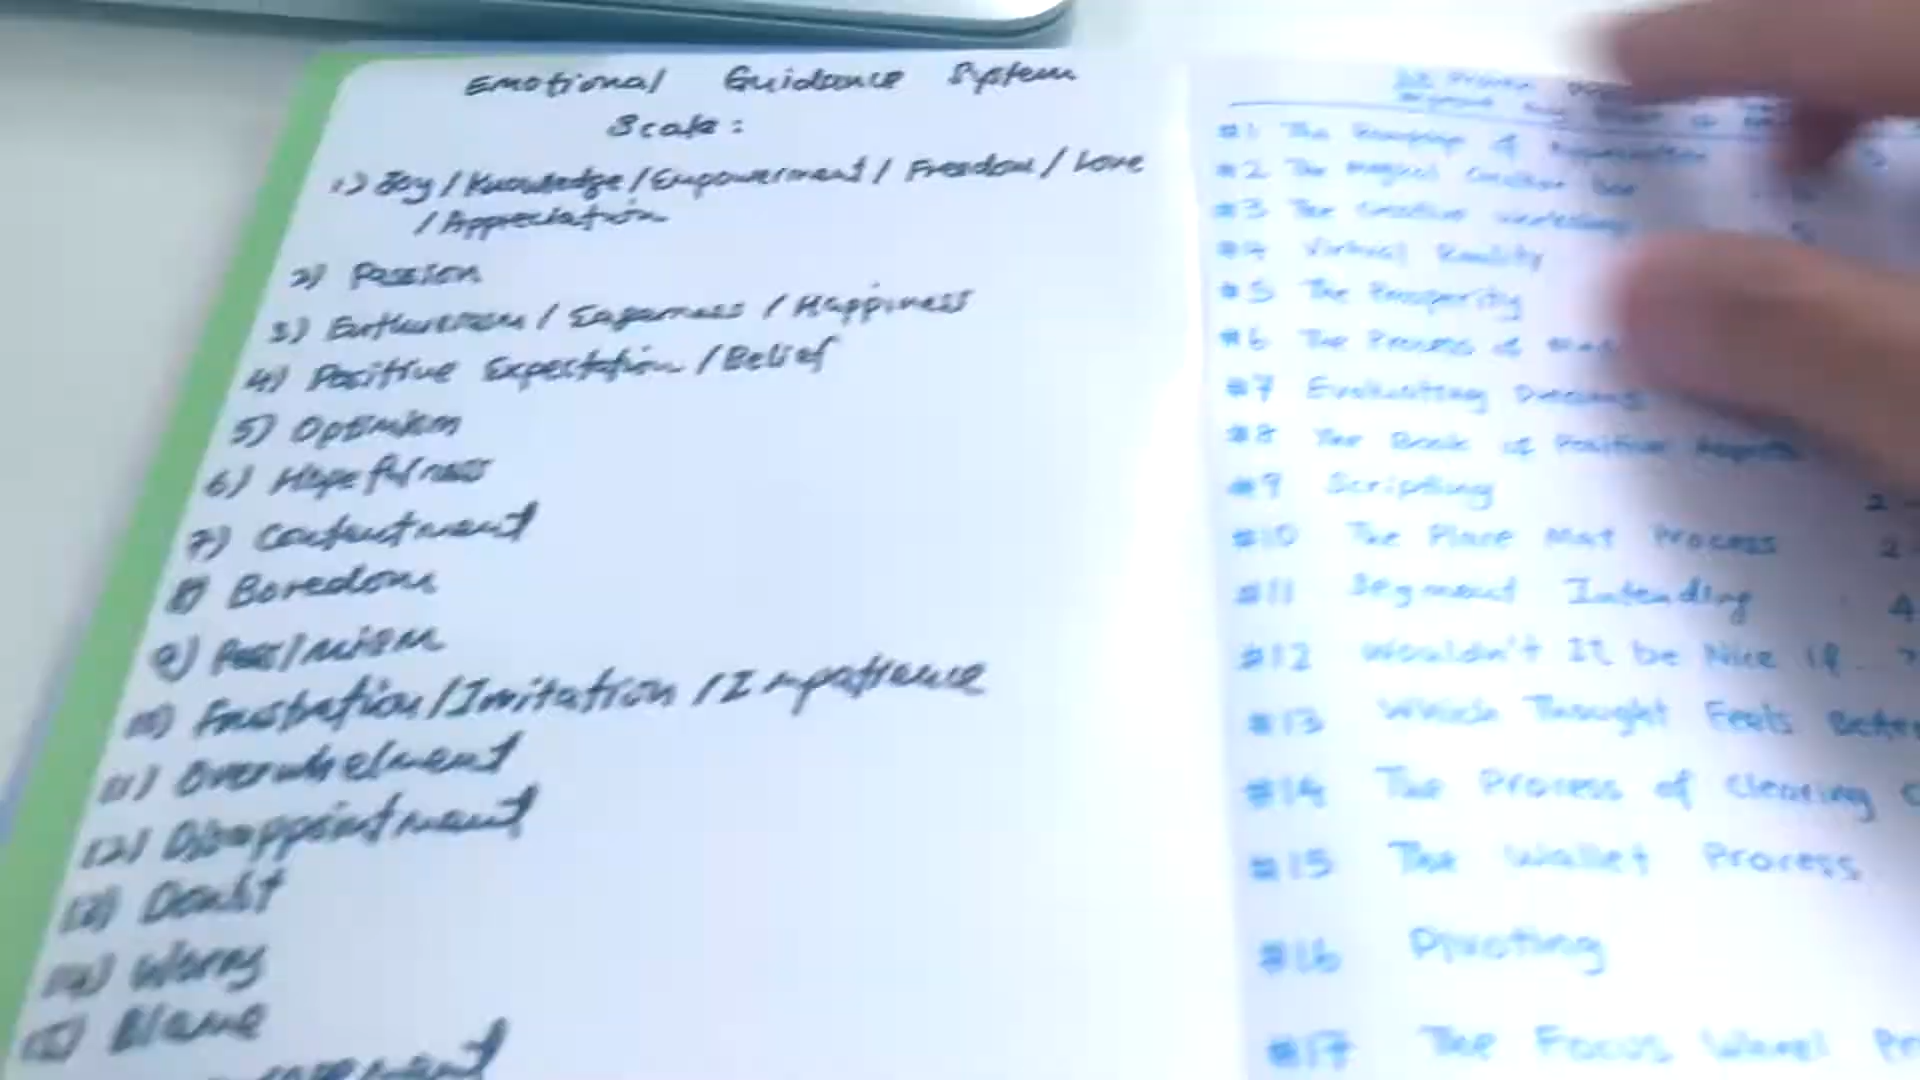 Emotional Guidance System
Scale:
1) Joy/Knowledge/Empowerment/Freedom/Love
/Appreciation
2) Passion
3) Enthusiasm/Eagerness/Happiness
4) Positive Expectation/Belief
5) Optimism
6) Hopefulness
7) Contentment
8) Boredom
9) Pessimism
10) Frustration/Irritation/Impatience
11) Overwhelment
12) Disappointment
13) Doubt
14) Worry
15) Blame
#1 The Rampage of Appreciation
#2 The Magical Creation Box
#3 The Creative Workshop
#4 Virtual Reality
#5 The Prosperity
#6 The Process of
#7 Evaluating Dreams
#8 The Book of Positive Aspects
#9 Scripting 2-
#10 The Place Mat Process 2-
#11 Segment Intending 4
#12 Wouldn't It be Nice if..
#13 Which Thought Feels Bette
#14 The Process of Clearing C
#15 The Wallet Process
#16 Pivoting
#17 The Focus Wheel Pr